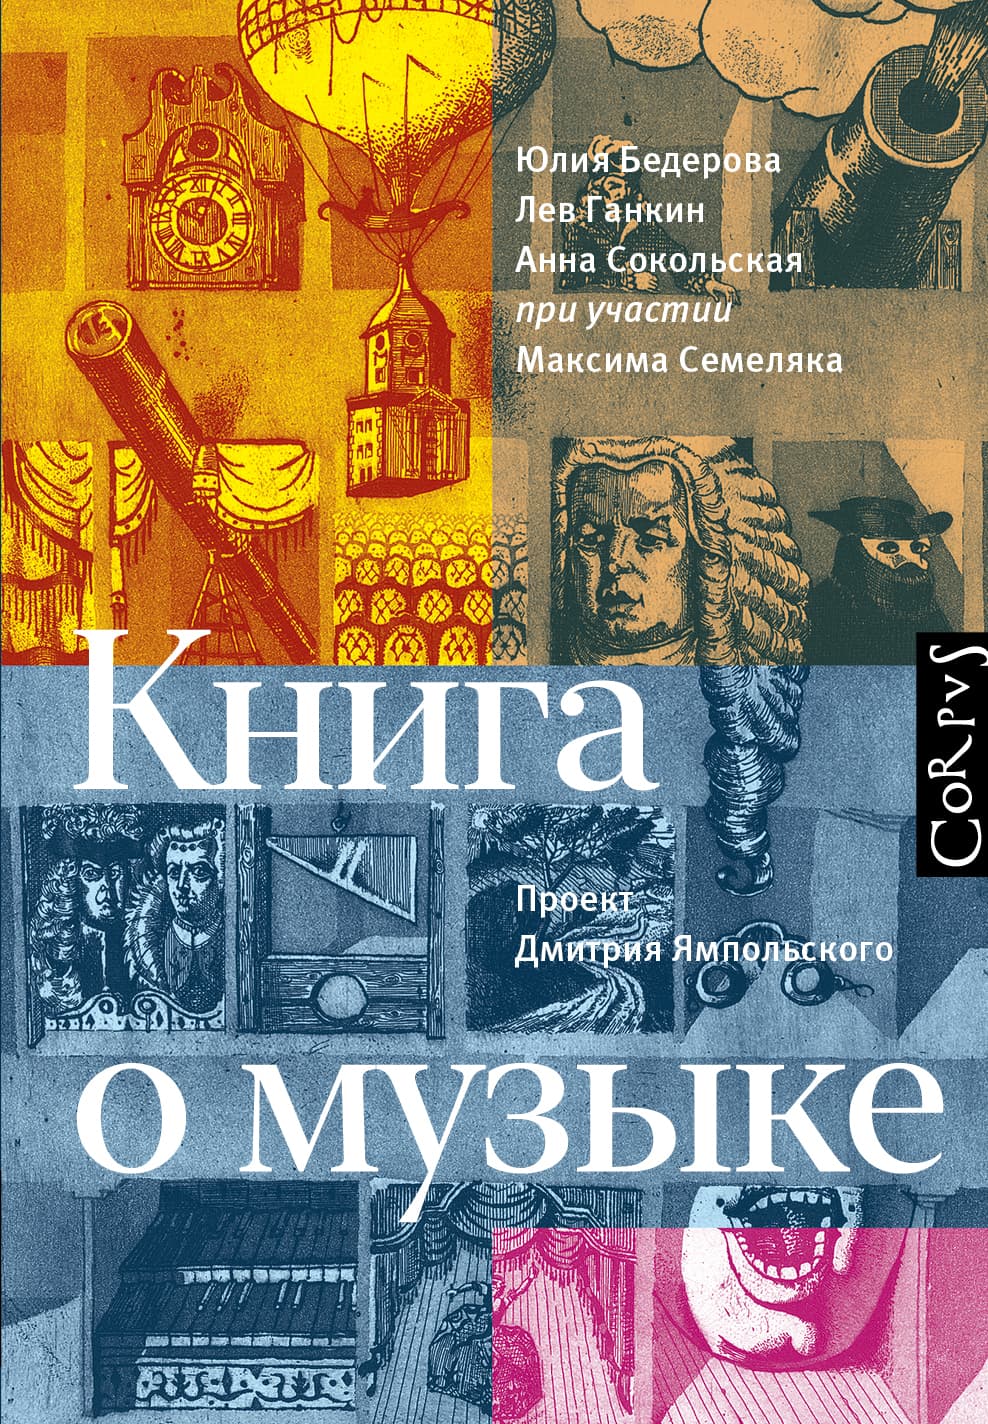 Юлия Бедерова
Лев Ганкин
Анна Сокольская
при участии
Максима Семеляка
Книга
CORPVS
Проект
Дмитрия Ямпольского
о музыке